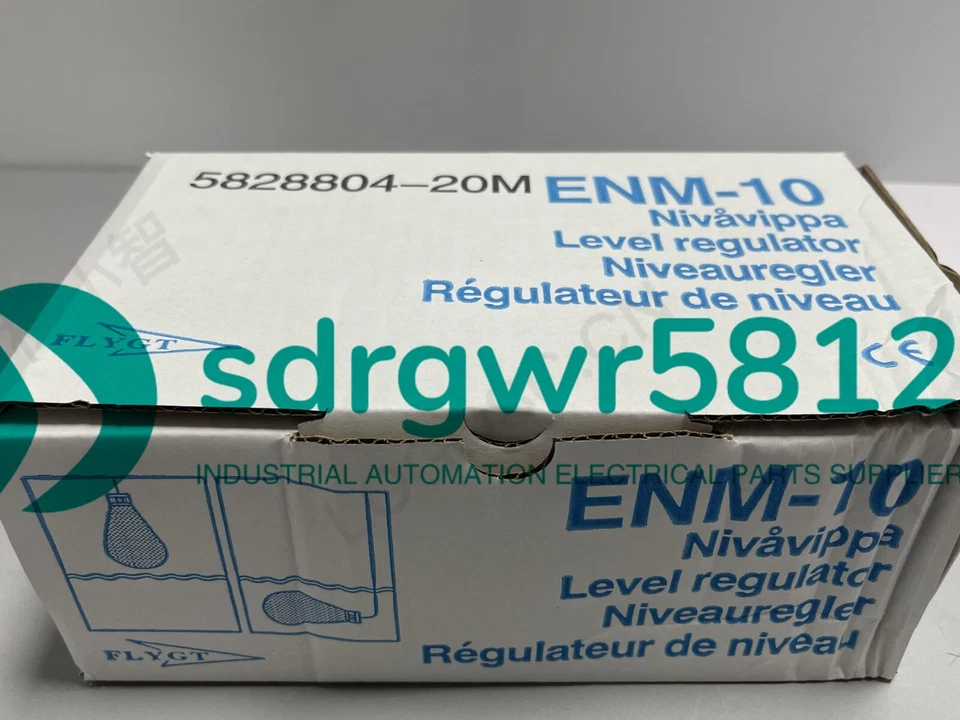 5828804-20M ENM-10
Nivåvippa
Level regulator
Niveauregler
Régulateur de niveau
FLYGT
CE
sdrgwr5812
INDUSTRIAL AUTOMATION ELECTRICAL PARTS SUPPLIER
ENM-10
Nivåvippa
Level regulator
Niveauregler
Régulateur de niveau
FLYGT